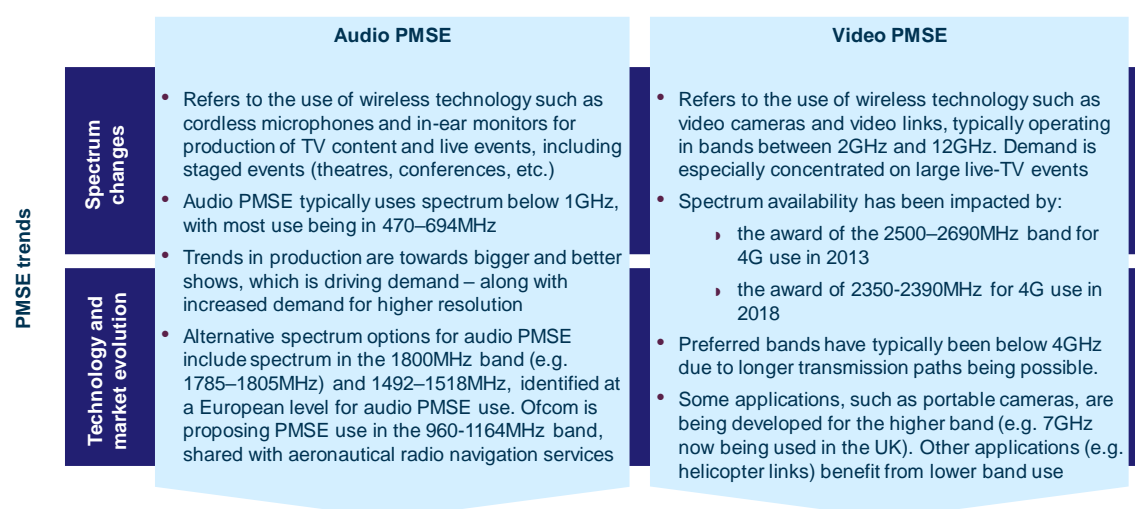 PMSE trends
Spectrum
changes
Technology and
market evolution
Audio PMSE
• Refers to the use of wireless technology such as
cordless microphones and in-ear monitors for
production of TV content and live events, including
staged events (theatres, conferences, etc.)
• Audio PMSE typically uses spectrum below 1GHz,
with most use being in 470–694MHz
• Trends in production are towards bigger and better
shows, which is driving demand – along with
increased demand for higher resolution
• Alternative spectrum options for audio PMSE
include spectrum in the 1800MHz band (e.g.
1785–1805MHz) and 1492–1518MHz, identified at
a European level for audio PMSE use. Ofcom is
proposing PMSE use in the 960-1164MHz band,
shared with aeronautical radio navigation services
Video PMSE
• Refers to the use of wireless technology such as
video cameras and video links, typically operating
in bands between 2GHz and 12GHz. Demand is
especially concentrated on large live-TV events
• Spectrum availability has been impacted by:
◗ the award of the 2500–2690MHz band for
4G use in 2013
◗ the award of 2350-2390MHz for 4G use in
2018
• Preferred bands have typically been below 4GHz
due to longer transmission paths being possible.
• Some applications, such as portable cameras, are
being developed for the higher band (e.g. 7GHz
now being used in the UK). Other applications (e.g.
helicopter links) benefit from lower band use